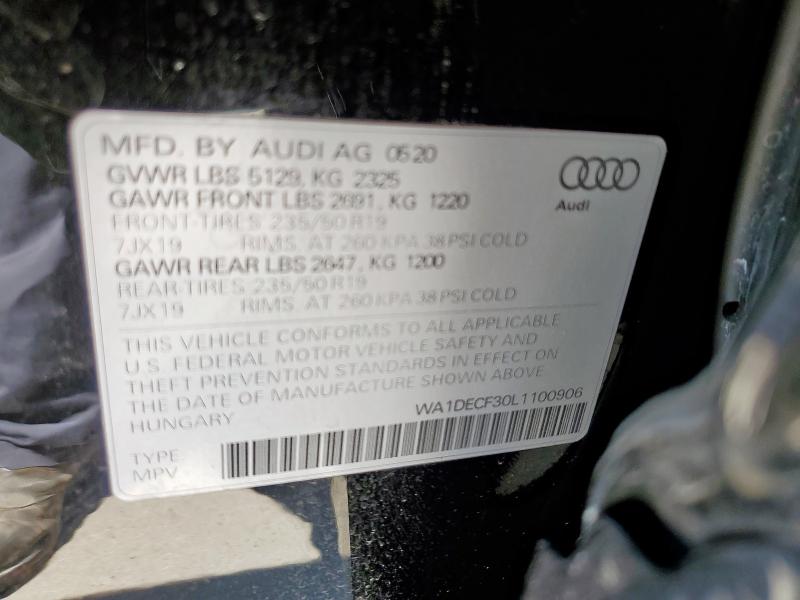 MFD. BY AUDI AG 05.20
GVWR LBS 5129, KG 2325
GAWR FRONT LBS 2691, KG 1220
FRONT-TIRES 235/50 R19
7JX19 RIMS, AT 260 KPA 38 PSI COLD
GAWR REAR LBS 2647, KG 1200
REAR-TIRES 235/50 R19
7JX19 RIMS, AT 260 KPA 38 PSI COLD
Audi
THIS VEHICLE CONFORMS TO ALL APPLICABLE
U.S. FEDERAL MOTOR VEHICLE SAFETY AND
THEFT PREVENTION STANDARDS IN EFFECT ON
THE DATE OF MANUFACTURE SHOWN ABOVE
HUNGARY WA1DECF30L1100906
TYPE:
MPV